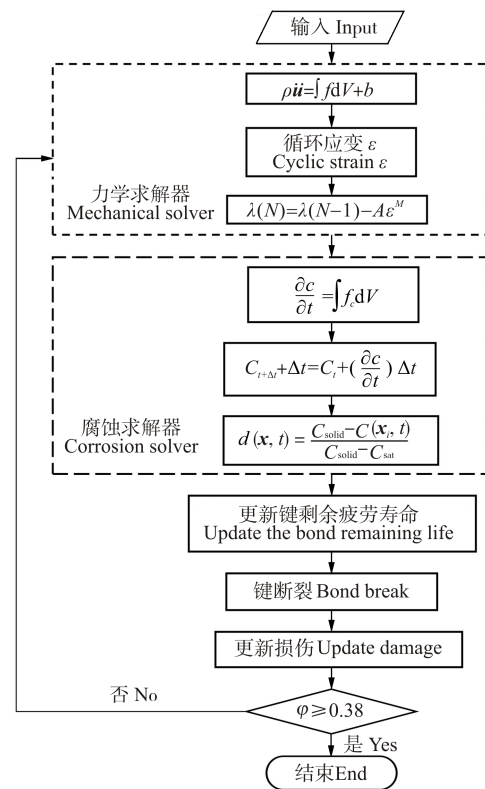 输入 Input
ρü=∫fdV+b
循环应变 ε
Cyclic strain ε
力学求解器
Mechanical solver
λ(N)=λ(N−1)−Aε^M
∂c/∂t=∫f_c dV
C_{t+Δt}+Δt=C_t+(∂c/∂t)Δt
腐蚀求解器
Corrosion solver
d(x, t)=(C_solid−C(x_i, t))/(C_solid−C_sat)
更新键剩余疲劳寿命
Update the bond remaining life
键断裂 Bond break
更新损伤 Update damage
否 No
φ≥0.38
是 Yes
结束End